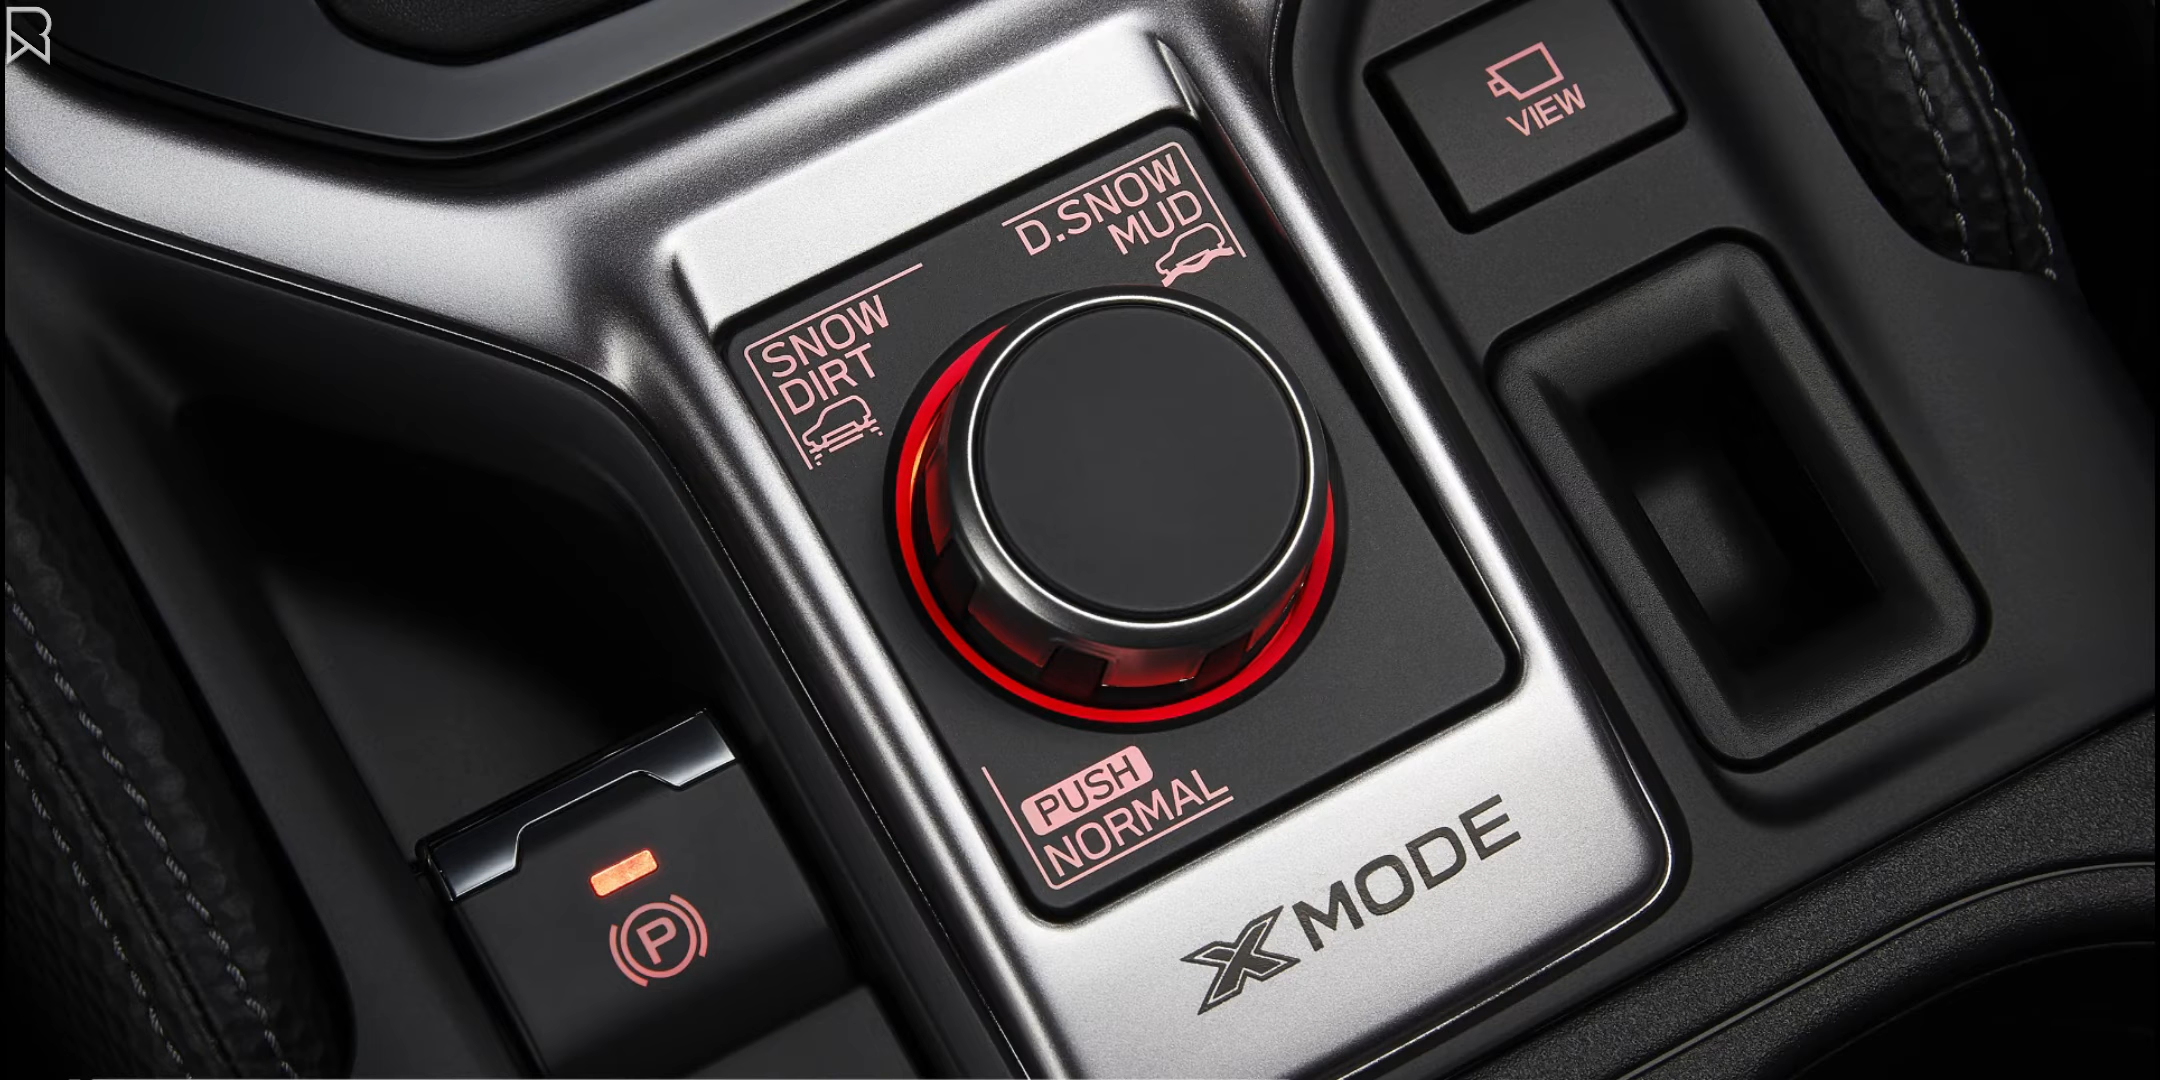 VIEW
D.SNOW
MUD
SNOW
DIRT
PUSH
NORMAL
X MODE
P